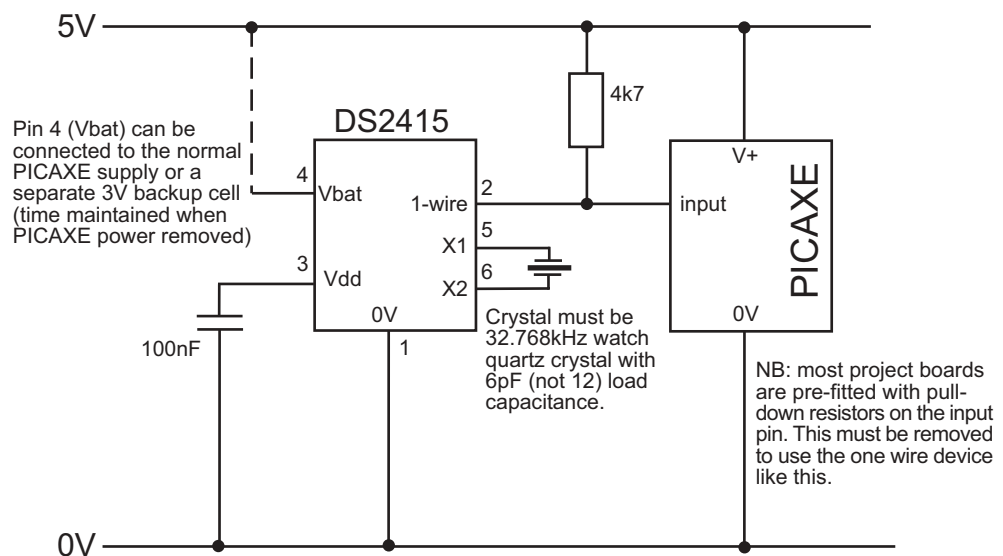 5V
4k7
DS2415
Pin 4 (Vbat) can be
connected to the normal
PICAXE supply or a
separate 3V backup cell
(time maintained when
PICAXE power removed)
4
Vbat
2
1-wire
5
X1
6
X2
3
Vdd
0V
1
100nF
V+
input
PICAXE
0V
Crystal must be
32.768kHz watch
quartz crystal with
6pF (not 12) load
capacitance.
NB: most project boards
are pre-fitted with pull-
down resistors on the input
pin. This must be removed
to use the one wire device
like this.
0V